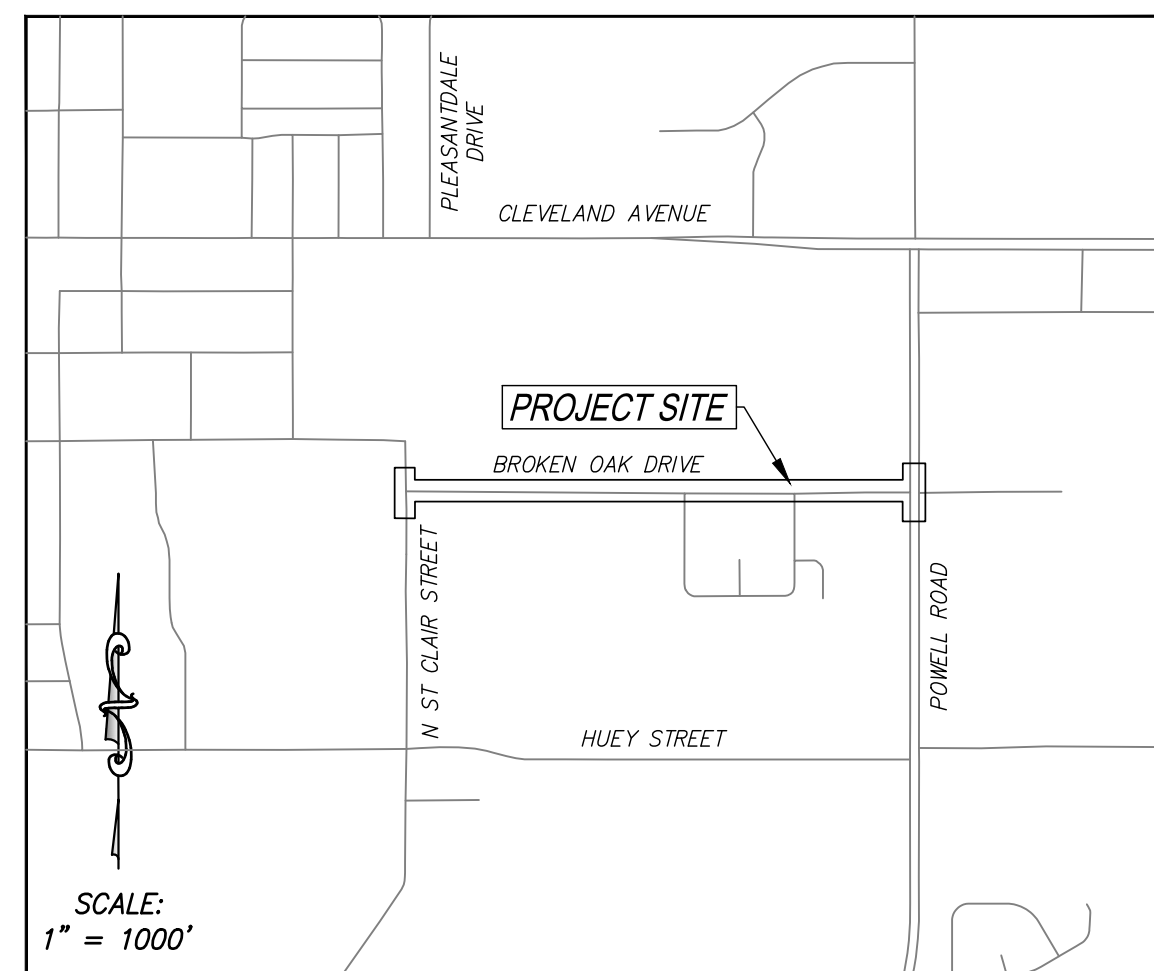 PLEASANTDALE
DRIVE
CLEVELAND AVENUE
PROJECT SITE
BROKEN OAK DRIVE
N ST CLAIR STREET
POWELL ROAD
HUEY STREET
SCALE:
1" = 1000'